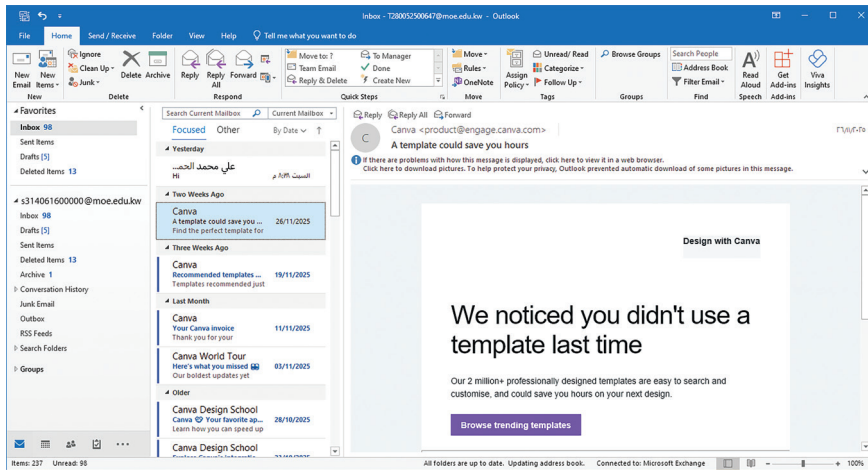 Inbox - T280052500647@moe.edu.kw - Outlook
File Home Send / Receive Folder View Help Tell me what you want to do
New Email
New Items
Ignore
Clean Up
Junk
Delete
Archive
Reply
Reply All
Forward
Move to: ?
Team Email
Reply & Delete
To Manager
Done
Create New
Move
Rules
OneNote
Assign Policy
Unread/ Read
Categorize
Follow Up
Browse Groups
Search People
Address Book
Filter Email
Read Aloud
Get Add-ins
Viva Insights
New Delete Respond Quick Steps Move Tags Groups Find Speech Add-ins
Favorites
Inbox 98
Sent Items
Drafts [5]
Deleted Items 13
s314061600000@moe.edu.kw
Inbox 98
Drafts [5]
Sent Items
Deleted Items 13
Archive 1
Conversation History
Junk Email
Outbox
RSS Feeds
Search Folders
Groups
Search Current Mailbox Current Mailbox
Focused Other By Date
Yesterday
علي محمد الحمـ...
Hi
السبت
م
Two Weeks Ago
Canva
A template could save you ... 26/11/2025
Find the perfect template for
Three Weeks Ago
Canva
Recommended templates ... 19/11/2025
Templates recommended just
Last Month
Canva
Your Canva invoice 11/11/2025
Thank you for your
Canva World Tour
Here's what you missed 03/11/2025
Our boldest updates yet
Older
Canva Design School
Canva Your favorite ap... 28/10/2025
Learn how you can speed up
Canva Design School
Reply Reply All Forward
C
Canva <product@engage.canva.com>
A template could save you hours
If there are problems with how this message is displayed, click here to view it in a web browser.
Click here to download pictures. To help protect your privacy, Outlook prevented automatic download of some pictures in this message.
Design with Canva
We noticed you didn't use a
template last time
Our 2 million+ professionally designed templates are easy to search and
customise, and could save you hours on your next design.
Browse trending templates
Items: 237 Unread: 98
All folders are up to date. Updating address book. Connected to: Microsoft Exchange 100%